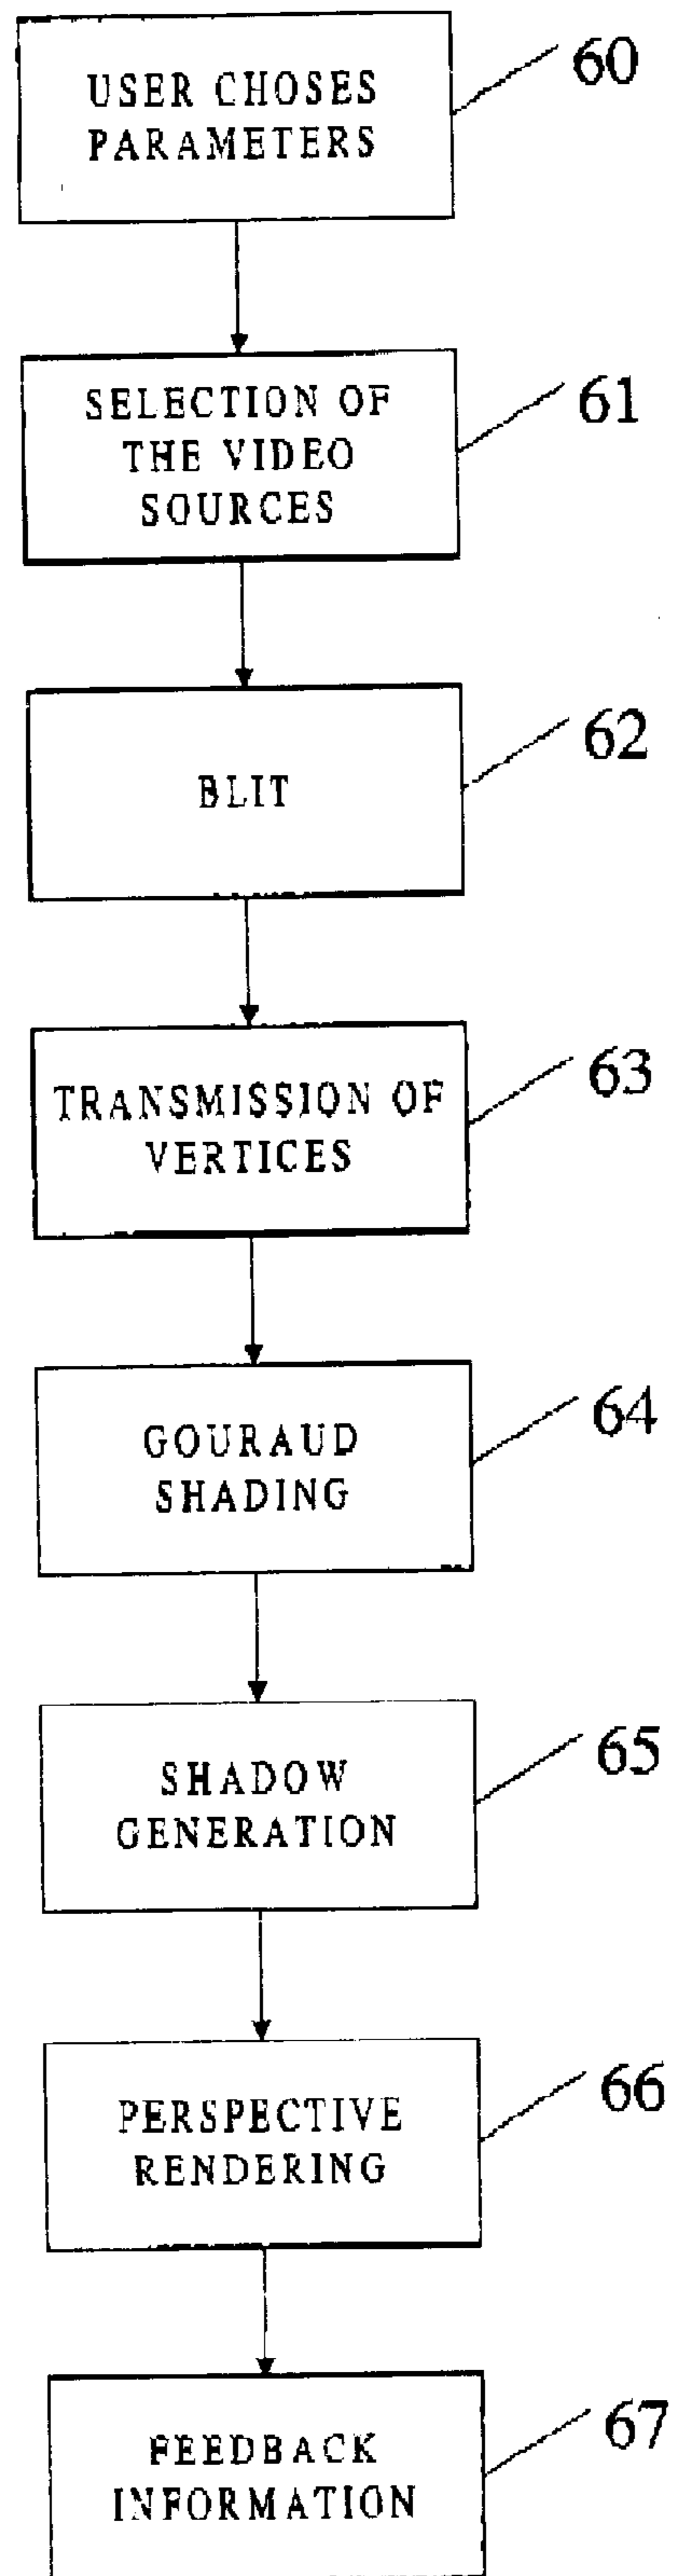 USER CHOSES
PARAMETERS
60
SELECTION OF
THE VIDEO
SOURCES
61
BLIT
62
TRANSMISSION OF
VERTICES
63
GOURAUD
SHADING
64
SHADOW
GENERATION
65
PERSPECTIVE
RENDERING
66
FEEDBACK
INFORMATION
67